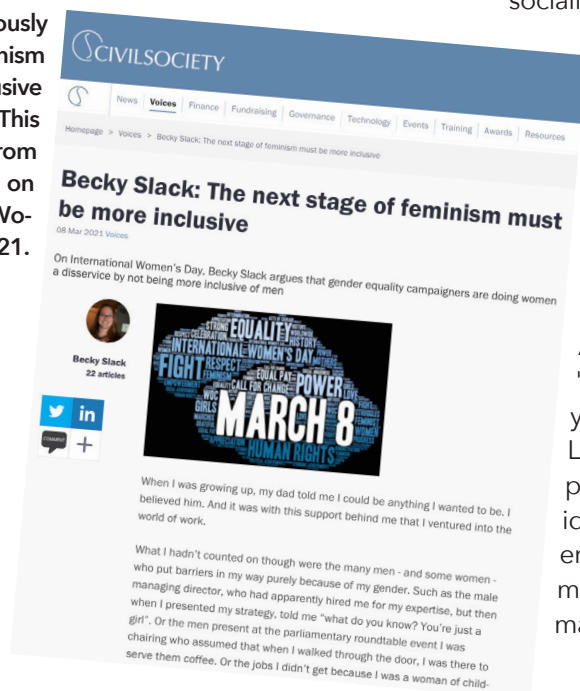 ously
nism
usive
This
rom
on
Wo-
21.
sociali
CIVILSOCIETY
News Voices Finance Fundraising Governance Technology Events Training Awards Resources
Homepage > Voices > Becky Slack: The next stage of feminism must be more inclusive
Becky Slack: The next stage of feminism must
be more inclusive
08 Mar 2021 Voices
On International Women's Day, Becky Slack argues that gender equality campaigners are doing women
a disservice by not being more inclusive of men
Becky Slack
22 articles
in
COMMENT
+
STRONG EQUALITY HISTORY
CELEBRATION
INTERNATIONAL WOMEN'S DAY
FIGHT RESPECT EQUAL PAY POWER
FEMINISM
CALL FOR CHANGE
LOVE
GIRLS
MARCH 8
APPRECIATION
HUMAN RIGHTS
When I was growing up, my dad told me I could be anything I wanted to be. I
believed him. And it was with this support behind me that I ventured into the
world of work.
What I hadn't counted on though were the many men - and some women -
who put barriers in my way purely because of my gender. Such as the male
managing director, who had apparently hired me for my expertise, but then
when I presented my strategy, told me "what do you know? You're just a
girl". Or the men present at the parliamentary roundtable event I was
chairing who assumed that when I walked through the door, I was there to
serve them coffee. Or the jobs I didn't get because I was a woman of child-
y
L
p
er
m
ma